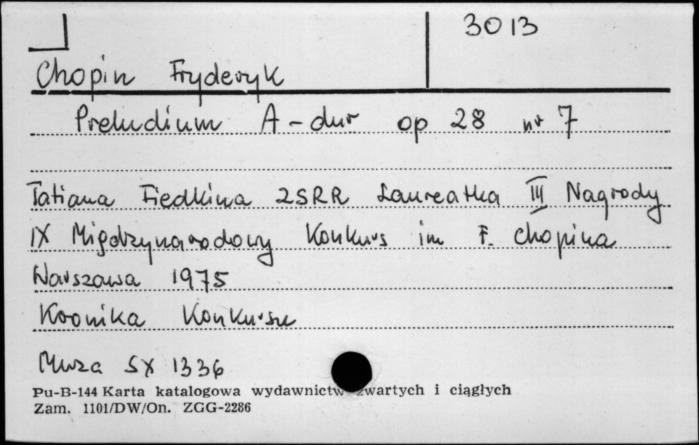 3013
Chopin Fryderyk
Preludium A-dur op 28 nr 7
Tatiana Fiedkina ZSRR Laureatka III Nagrody
IX Międzynarodowy Konkurs im F. Chopina
Warszawa 1975
Kronika Konkursu
Muza SX 1336
Pu-B-144 Karta katalogowa wydawnictw zwartych i ciągłych
Zam. 1101/DW/On. ZGG-2286